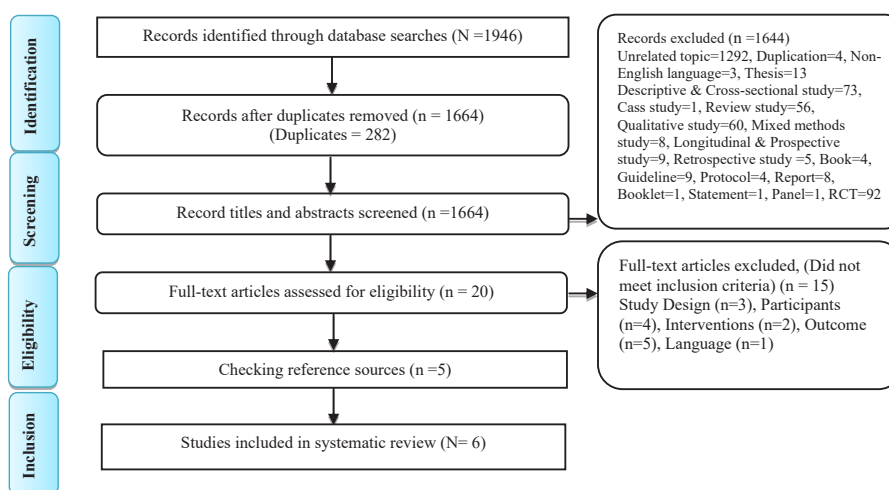 Identification
Records identified through database searches (N =1946)
Records after duplicates removed (n = 1664)
(Duplicates = 282)
Screening
Record titles and abstracts screened (n =1664)
Records excluded (n =1644)
Unrelated topic=1292, Duplication=4, Non-
English language=3, Thesis=13
Descriptive & Cross-sectional study=73,
Cass study=1, Review study=56,
Qualitative study=60, Mixed methods
study=8, Longitudinal & Prospective
study=9, Retrospective study =5, Book=4,
Guideline=9, Protocol=4, Report=8,
Booklet=1, Statement=1, Panel=1, RCT=92
Eligibility
Full-text articles assessed for eligibility (n = 20)
Full-text articles excluded, (Did not
meet inclusion criteria) (n = 15)
Study Design (n=3), Participants
(n=4), Interventions (n=2), Outcome
(n=5), Language (n=1)
Checking reference sources (n =5)
Inclusion
Studies included in systematic review (N= 6)